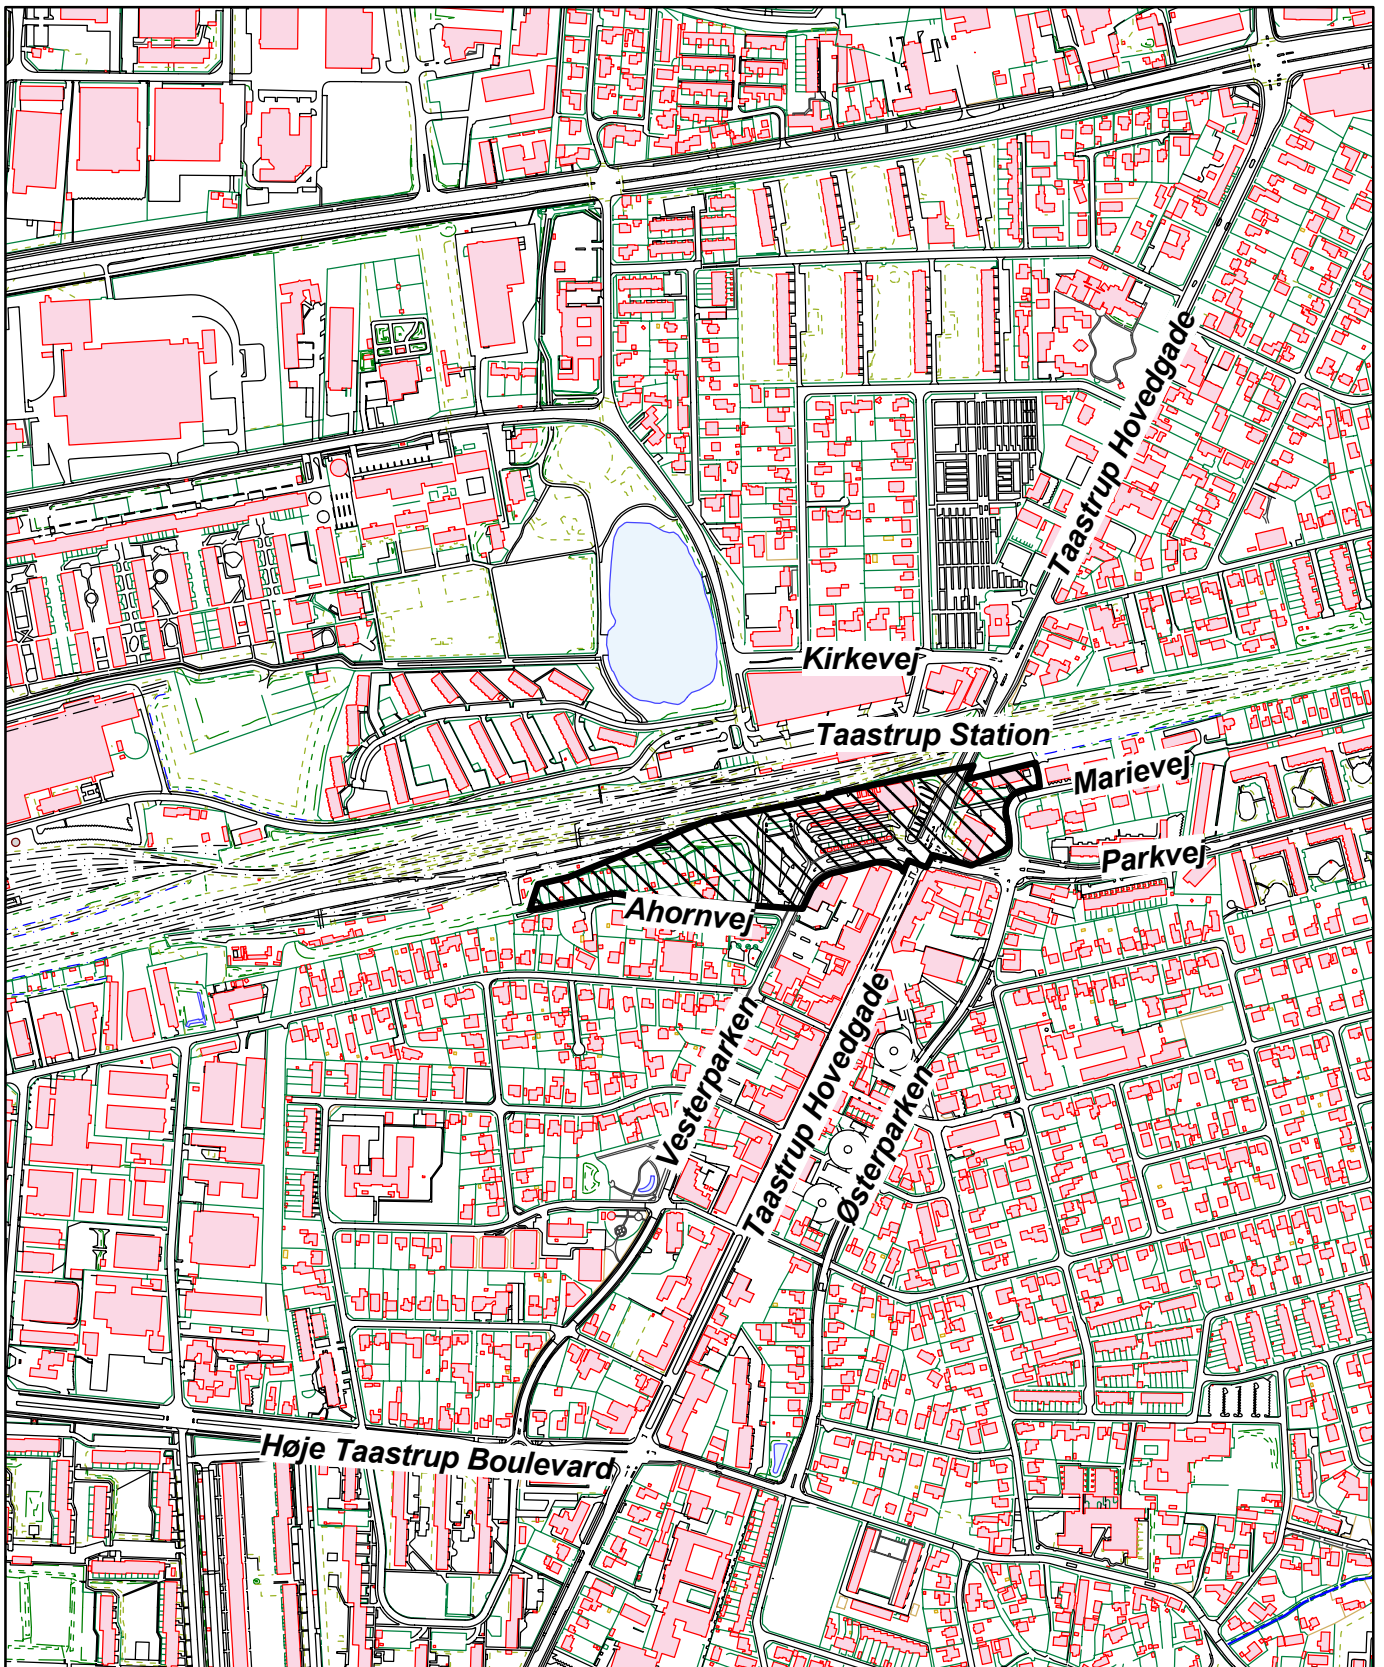 Taastrup Hovedgade
Kirkevej
Taastrup Station
Marievej
Parkvej
Ahornvej
Vesterparken
Taastrup Hovedgade
Østerparken
Høje Taastrup Boulevard